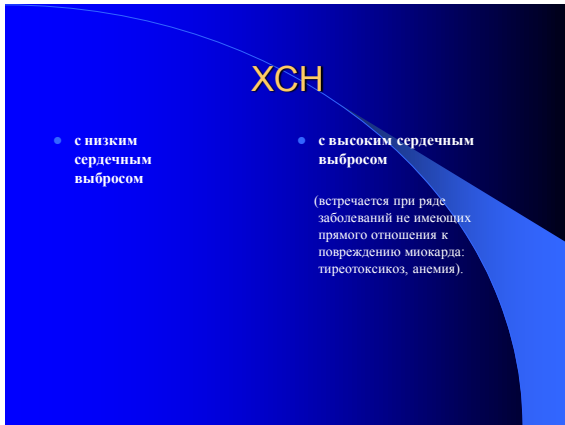 ХСН
с низким
сердечным
выбросом
с высоким сердечным
выбросом
(встречается при ряде
заболеваний не имеющих
прямого отношения к
повреждению миокарда:
тиреотоксикоз, анемия).